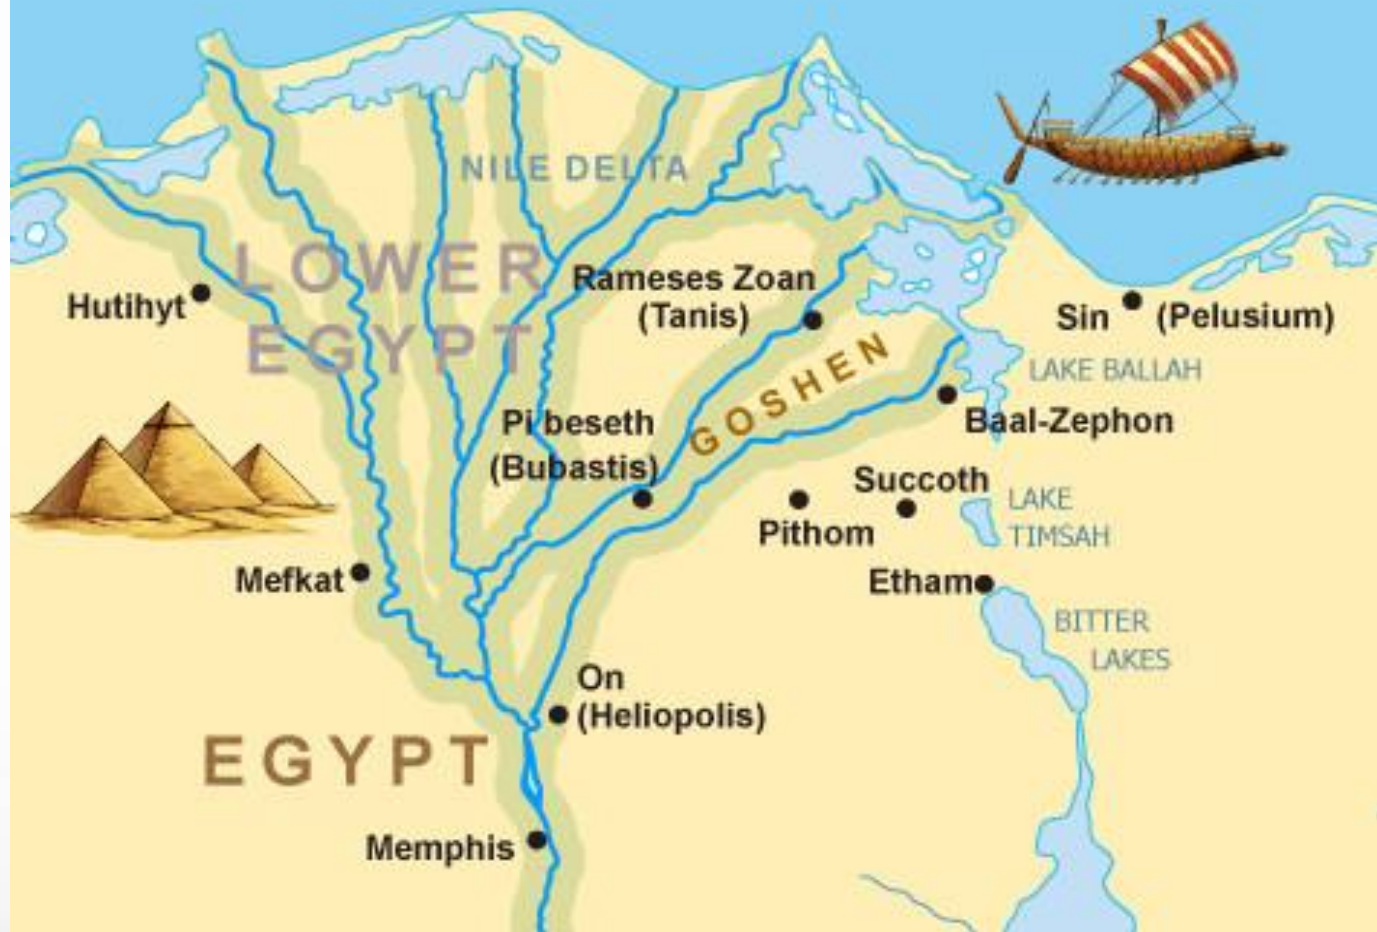 NILE DELTA
LOWER
EGYPT
Hutihyt
Rameses Zoan
(Tanis)
Sin (Pelusium)
GOSHEN
LAKE BALLAH
Baal-Zephon
Pi beseth
(Bubastis)
Succoth
Pithom
LAKE
TIMSAH
Mefkat
Etham
BITTER
LAKES
On
(Heliopolis)
EGYPT
Memphis